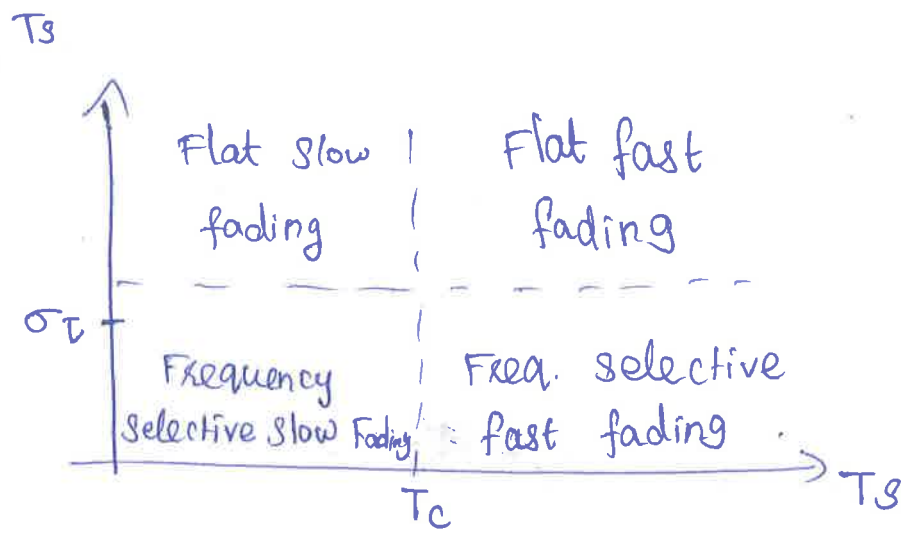 Ts
Flat slow
fading
Flat fast
fading
στ
Frequency
selective slow Fading
Freq. selective
fast fading
Tc
Ts